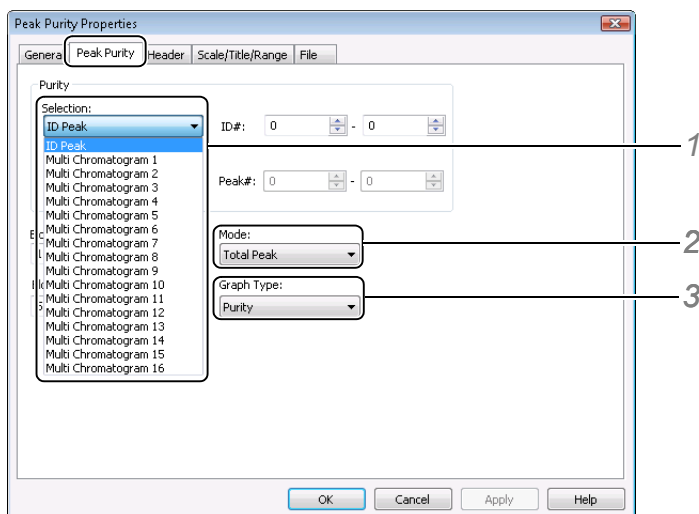 Peak Purity Properties
General Peak Purity Header Scale/Title/Range File
Purity
Selection:
ID Peak ID#: 0 - 0
ID Peak
Multi Chromatogram 1
Multi Chromatogram 2
Multi Chromatogram 3
Peak#: 0 - 0
Multi Chromatogram 4
Multi Chromatogram 5
Multi Chromatogram 6
Multi Chromatogram 7
Multi Chromatogram 8
Multi Chromatogram 9
Multi Chromatogram 10
Multi Chromatogram 11
Multi Chromatogram 12
Multi Chromatogram 13
Multi Chromatogram 14
Multi Chromatogram 15
Multi Chromatogram 16
Mode:
Total Peak
Graph Type:
Purity
1
2
3
OK Cancel Apply Help